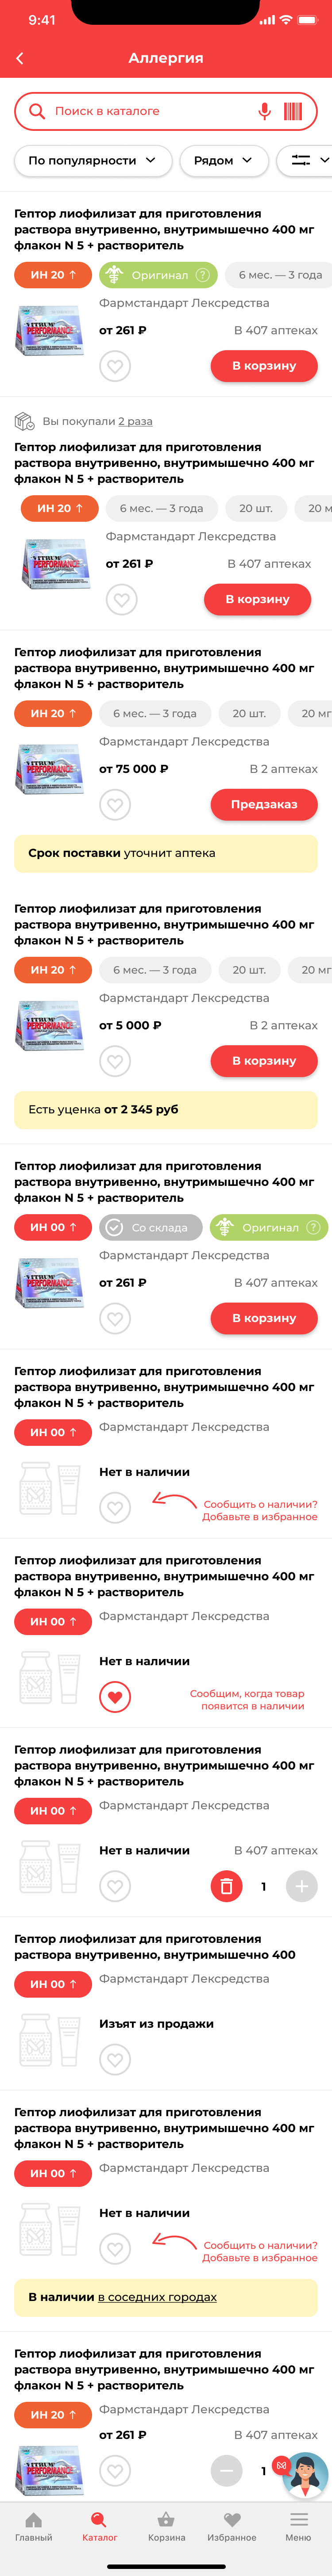 9:41
Аллергия
Поиск в каталоге
По популярности Рядом
Гептор лиофилизат для приготовления
раствора внутривенно, внутримышечно 400 мг
флакон N 5 + растворитель
ИН 20 ↑ Оригинал ? 6 мес. — 3 года
Фармстандарт Лексредства
VITRUM
PERFORMANCE
от 261 ₽ В 407 аптеках
В корзину
Вы покупали 2 раза
Гептор лиофилизат для приготовления
раствора внутривенно, внутримышечно 400 мг
флакон N 5 + растворитель
ИН 20 ↑ 6 мес. — 3 года 20 шт. 20 м
Фармстандарт Лексредства
VITRUM
PERFORMANCE
от 261 ₽ В 407 аптеках
В корзину
Гептор лиофилизат для приготовления
раствора внутривенно, внутримышечно 400 мг
флакон N 5 + растворитель
ИН 20 ↑ 6 мес. — 3 года 20 шт. 20 мг
Фармстандарт Лексредства
VITRUM
PERFORMANCE
от 75 000 ₽ В 2 аптеках
Предзаказ
Срок поставки уточнит аптека
Гептор лиофилизат для приготовления
раствора внутривенно, внутримышечно 400 мг
флакон N 5 + растворитель
ИН 20 ↑ 6 мес. — 3 года 20 шт. 20 мг
Фармстандарт Лексредства
VITRUM
PERFORMANCE
от 5 000 ₽ В 2 аптеках
В корзину
Есть уценка от 2 345 руб
Гептор лиофилизат для приготовления
раствора внутривенно, внутримышечно 400 мг
флакон N 5 + растворитель
ИН 00 ↑ Со склада Оригинал ?
Фармстандарт Лексредства
VITRUM
PERFORMANCE
от 261 ₽ В 407 аптеках
В корзину
Гептор лиофилизат для приготовления
раствора внутривенно, внутримышечно 400 мг
флакон N 5 + растворитель
ИН 00 ↑ Фармстандарт Лексредства
Нет в наличии
Сообщить о наличии?
Добавьте в избранное
Гептор лиофилизат для приготовления
раствора внутривенно, внутримышечно 400 мг
флакон N 5 + растворитель
ИН 00 ↑ Фармстандарт Лексредства
Нет в наличии
Сообщим, когда товар
появится в наличии
Гептор лиофилизат для приготовления
раствора внутривенно, внутримышечно 400 мг
флакон N 5 + растворитель
ИН 00 ↑ Фармстандарт Лексредства
Нет в наличии В 407 аптеках
1 +
Гептор лиофилизат для приготовления
раствора внутривенно, внутримышечно 400
ИН 00 ↑ Фармстандарт Лексредства
Изъят из продажи
Гептор лиофилизат для приготовления
раствора внутривенно, внутримышечно 400 мг
флакон N 5 + растворитель
ИН 00 ↑ Фармстандарт Лексредства
Нет в наличии
Сообщить о наличии?
Добавьте в избранное
В наличии в соседних городах
Гептор лиофилизат для приготовления
раствора внутривенно, внутримышечно 400 мг
флакон N 5 + растворитель
ИН 20 ↑ Фармстандарт Лексредства
от 261 ₽ В 407 аптеках
VITRUM
PERFORMANCE
− 1
Главный Каталог Корзина Избранное Меню